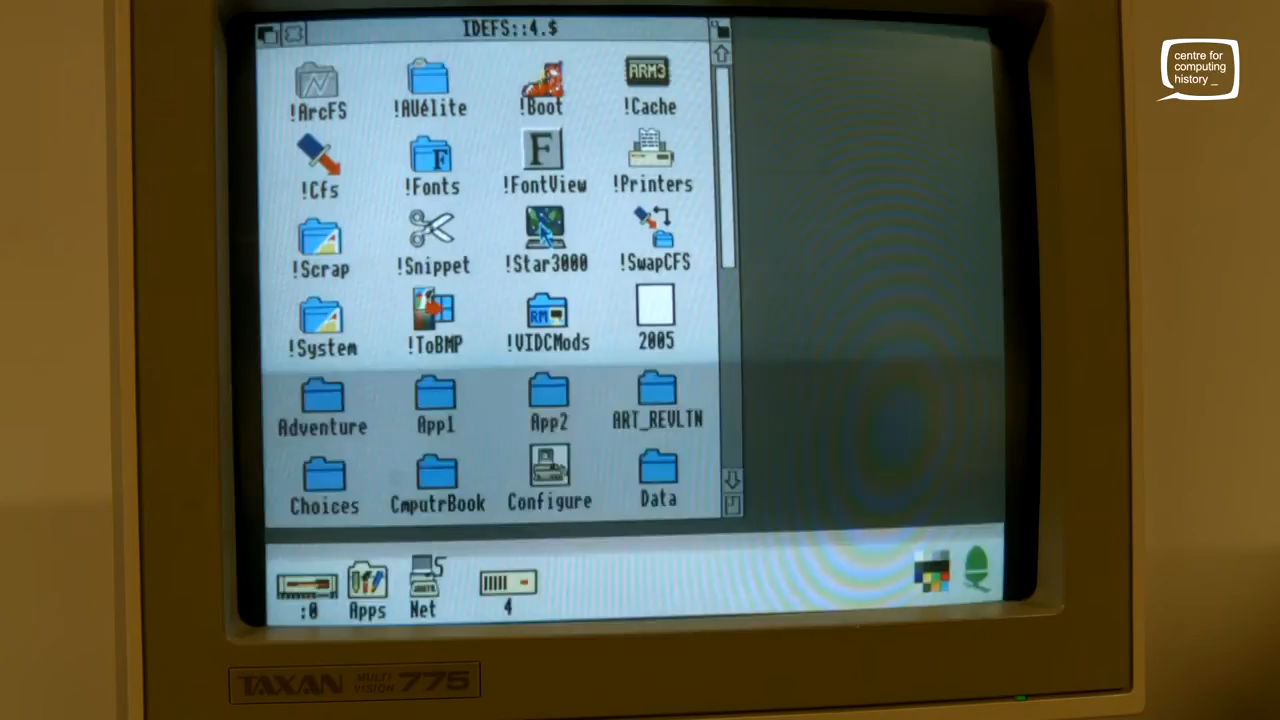 IDEFS::4.$
centre for
computing
history _
ARM3
!ArcFS !AVélite !Boot !Cache
F F
!Cfs !Fonts !FontView !Printers
!Scrap !Snippet !Star3000 !SwapCFS
RM
!System !ToBMP !VIDCMods 2005
Adventure App1 App2 ART_REVLTN
Choices CmputrBook Configure Data
:0 Apps Net 4
TAXAN MULTI VISION 775